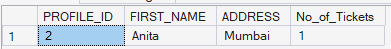 PROFILE_ID FIRST_NAME ADDRESS No_of_Tickets
1 2 Anita Mumbai 1